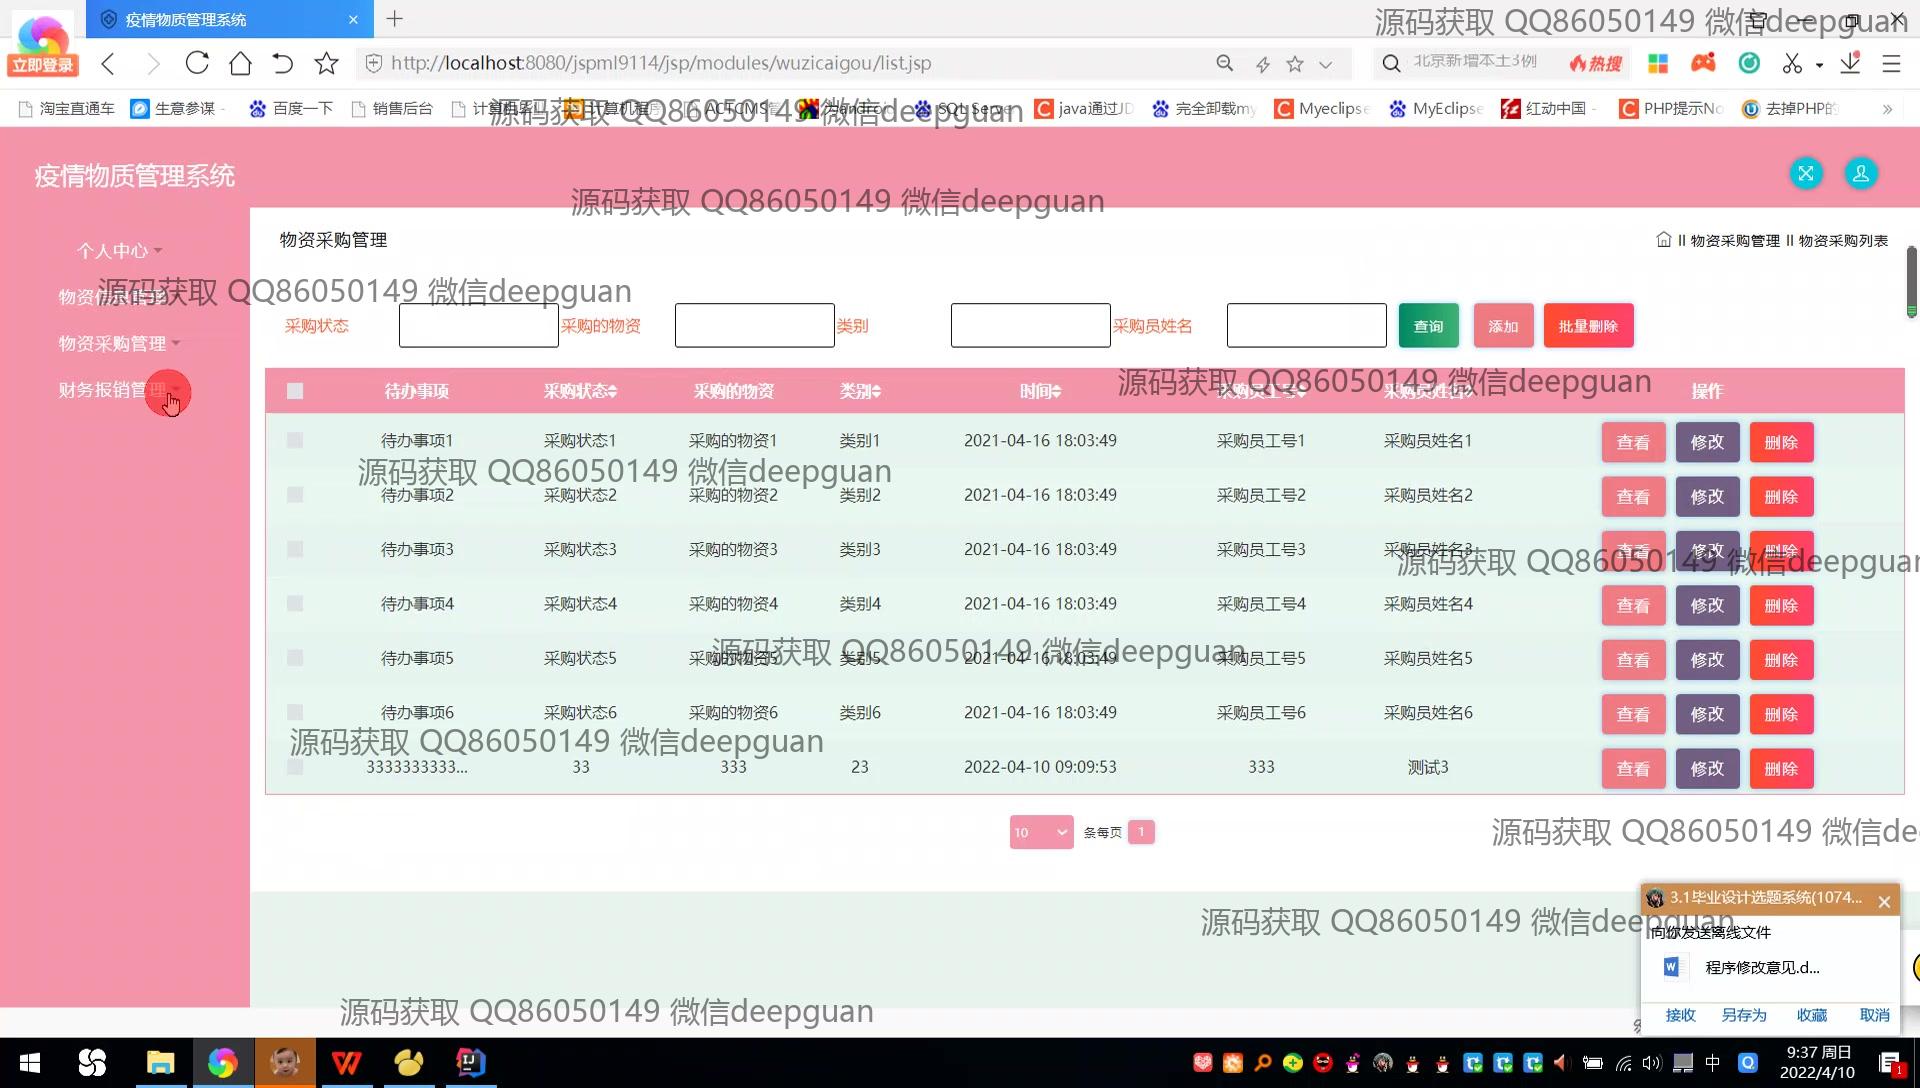 疫情物质管理系统
立即登录
http://localhost:8080/jspml9114/jsp/modules/wuzicaigou/list.jsp
北京新增本土3例
热搜
淘宝直通车 生意参谋 百度一下 销售后台 java通过JD 完全卸载my Myeclipse MyEclipse 红动中国 PHP提示No 去掉PHP的
源码获取 QQ86050149 微信deepguan
源码获取 QQ86050149 微信deepguan
疫情物质管理系统
源码获取 QQ86050149 微信deepguan
物资采购管理
物资采购管理 物资采购列表
个人中心
源码获取 QQ86050149 微信deepguan
物资采购管理
财务报销管理
采购状态 采购的物资 类别 采购员姓名 查询 添加 批量删除
待办事项 采购状态 采购的物资 类别 时间 采购员工号 采购员姓名 操作
源码获取 QQ86050149 微信deepguan
待办事项1 采购状态1 采购的物资1 类别1 2021-04-16 18:03:49 采购员工号1 采购员姓名1 查看 修改 删除
源码获取 QQ86050149 微信deepguan
待办事项2 采购状态2 采购的物资2 类别2 2021-04-16 18:03:49 采购员工号2 采购员姓名2 查看 修改 删除
待办事项3 采购状态3 采购的物资3 类别3 2021-04-16 18:03:49 采购员工号3 采购员姓名3 查看 修改 删除
源码获取 QQ86050149 微信deepguan
待办事项4 采购状态4 采购的物资4 类别4 2021-04-16 18:03:49 采购员工号4 采购员姓名4 查看 修改 删除
待办事项5 采购状态5 采购的物资5 类别5 2021-04-16 18:03:49 采购员工号5 采购员姓名5 查看 修改 删除
源码获取 QQ86050149 微信deepguan
待办事项6 采购状态6 采购的物资6 类别6 2021-04-16 18:03:49 采购员工号6 采购员姓名6 查看 修改 删除
源码获取 QQ86050149 微信deepguan
3333333333... 33 333 23 2022-04-10 09:09:53 333 测试3 查看 修改 删除
10 条每页 1
源码获取 QQ86050149 微信de
3.1毕业设计选题系统(1074...
源码获取 QQ86050149 微信deepguan
向你发送离线文件
程序修改意见.d...
接收 另存为 收藏 取消
源码获取 QQ86050149 微信deepguan
中
9:37 周日
2022/4/10
1